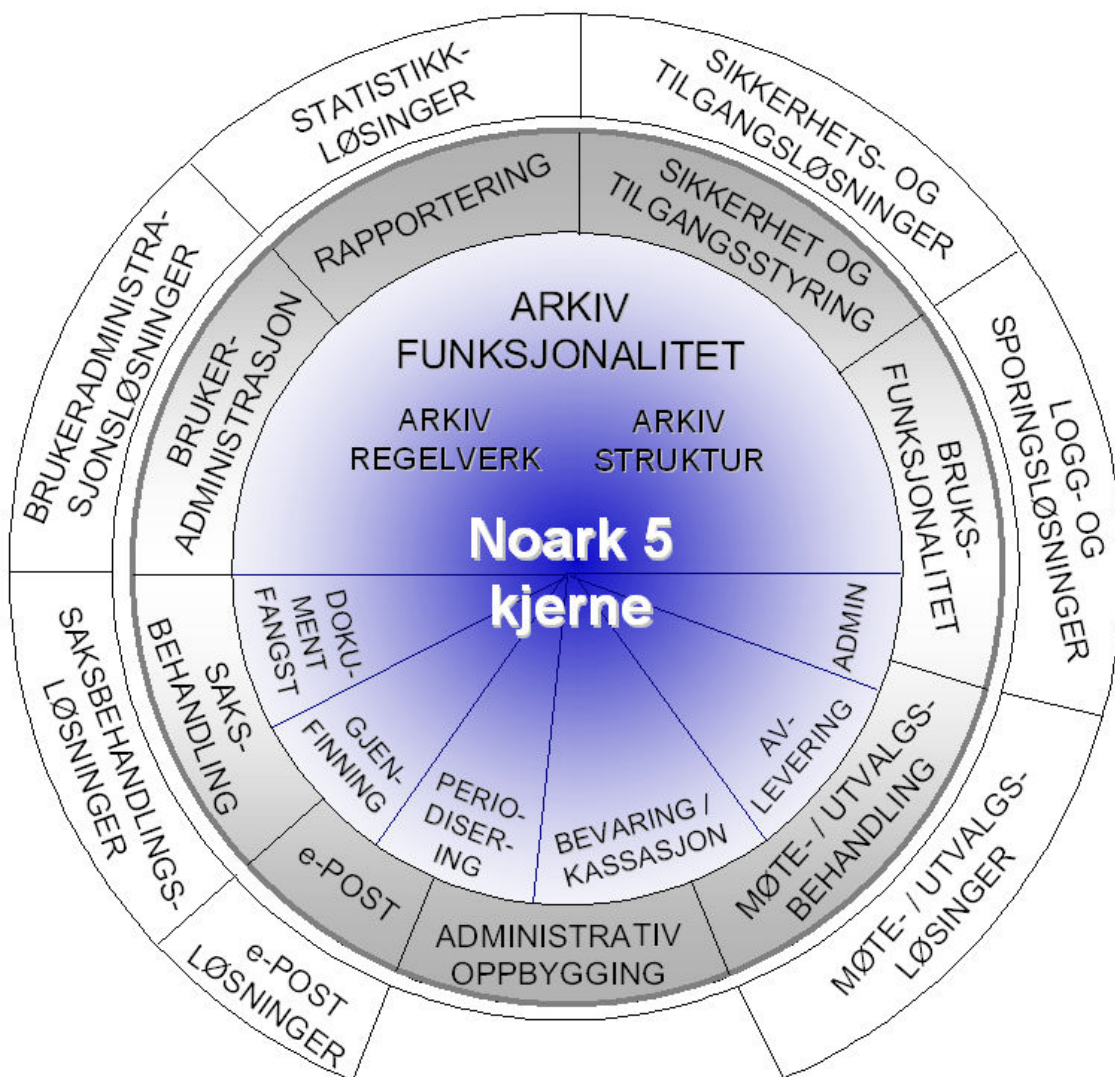 STATISTIKK-
LØSINGER
SIKKERHETS- OG
TILGANGSLØSNINGER
BRUKERADMINISTRA-
SJONSLØSNINGER
LOGG- OG
SPORINGSLØSNINGER
SAKSBEHANDLINGS-
LØSNINGER
e-POST
LØSNINGER
MØTE- / UTVALGS-
LØSINGER
RAPPORTERING
SIKKERHET OG
TILGANGSSTYRING
BRUKER-
ADMINISTRASJON
BRUKS-
FUNKSJONALITET
SAKS-
BEHANDLING
e-POST
ADMINISTRATIV
OPPBYGGING
MØTE- / UTVALGS-
BEHANDLING
ARKIV
FUNKSJONALITET
ARKIV
REGELVERK
ARKIV
STRUKTUR
Noark 5
kjerne
DOKU-
MENT
FANGST
GJEN-
FINNING
PERIO-
DISER-
ING
BEVARING /
KASSASJON
AV-
LEVERING
ADMIN